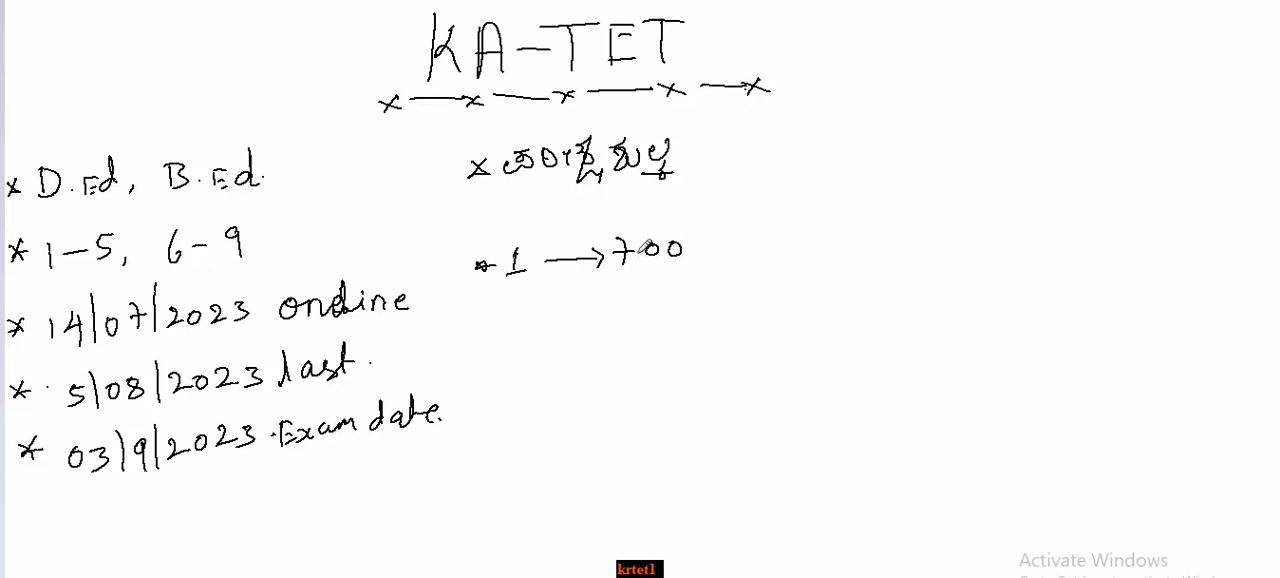 KA-TET
* D.Ed, B.Ed.
* 1-5, 6-9
* 14/07/2023 online
* 5/08/2023 last.
* 03/9/2023. Exam date.
* ಪರೀಕ್ಷಾ ಶುಲ್ಕ
* 1 → 700
krtet1
Activate Windows